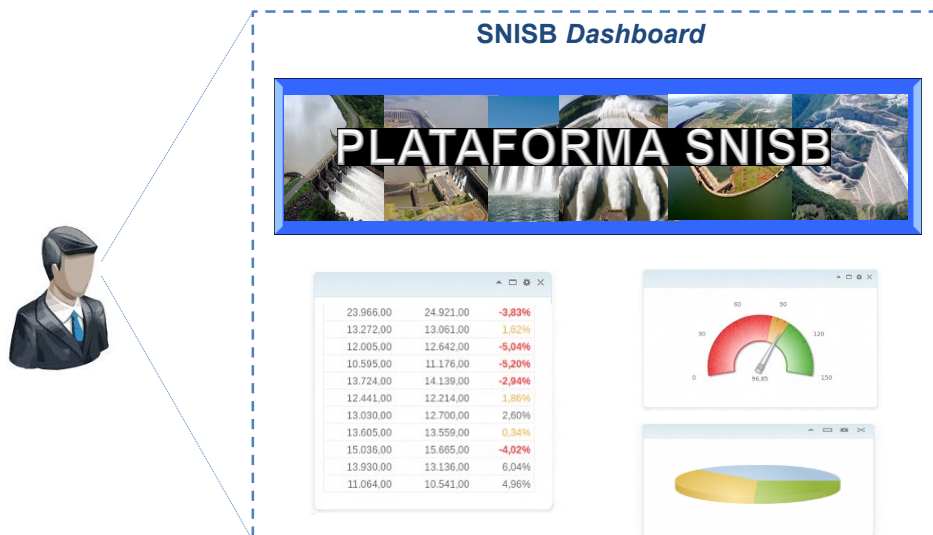 SNISB Dashboard
PLATAFORMA SNISB
23.966,00 24.921,00 -3,83%
13.272,00 13.061,00 1,62%
12.005,00 12.642,00 -5,04%
10.595,00 11.176,00 -5,20%
13.724,00 14.139,00 -2,94%
12.441,00 12.214,00 1,86%
13.030,00 12.700,00 2,60%
13.605,00 13.559,00 0,34%
15.036,00 15.665,00 -4,02%
13.930,00 13.136,00 6,04%
11.064,00 10.541,00 4,96%
60 90
30 120
0 96,85 150